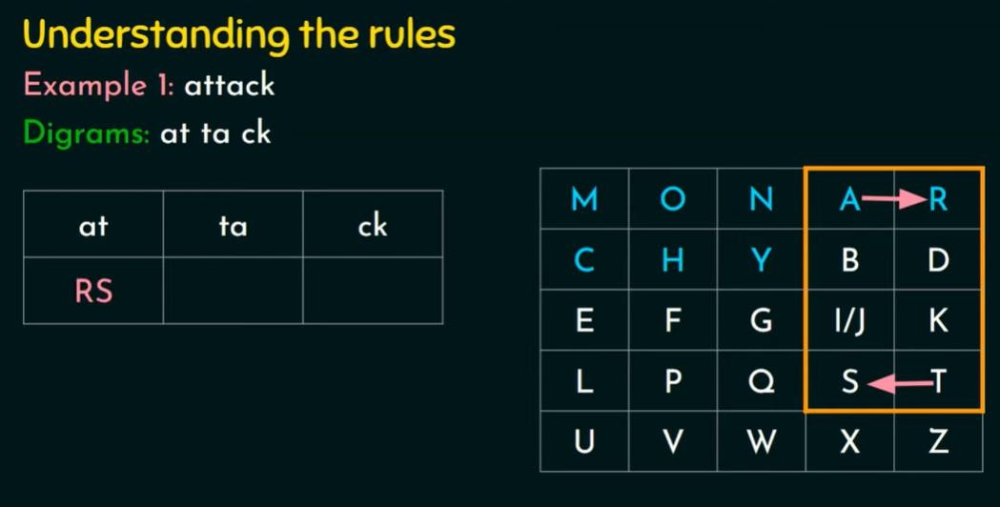 Understanding the rules
Example 1: attack
Digrams: at ta ck
at ta ck
RS
M O N A R
C H Y B D
E F G I/J K
L P Q S T
U V W X Z